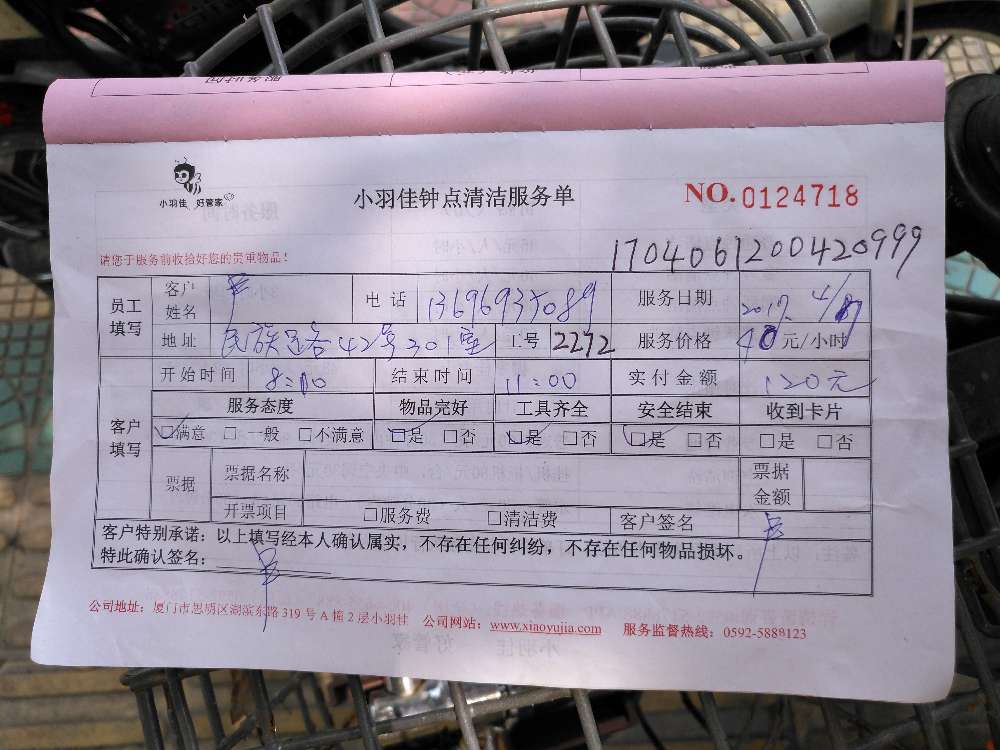 小羽佳 好管家
小羽佳钟点清洁服务单
NO.0124718
1704061200420999
请您于服务前收拾好您的贵重物品！
员工填写 客户姓名 电话 13696935089 服务日期 2017. 4/
地址 民族 42号301室 工号 2272 服务价格 40元/小时
开始时间 8:00 结束时间 11:00 实付金额 120元
客户填写 服务态度 物品完好 工具齐全 安全结束 收到卡片
☑满意 □一般 □不满意 ☑是 □否 ☑是 □否 ☑是 □否 □是 □否
票据 票据名称 票据金额
开票项目 □服务费 □清洁费 客户签名
客户特别承诺：以上填写经本人确认属实，不存在任何纠纷，不存在任何物品损坏。
特此确认签名：
公司地址：厦门市思明区湖滨东路319号A幢2层小羽佳 公司网站：www.xiaoyujia.com 服务监督热线：0592-5888123